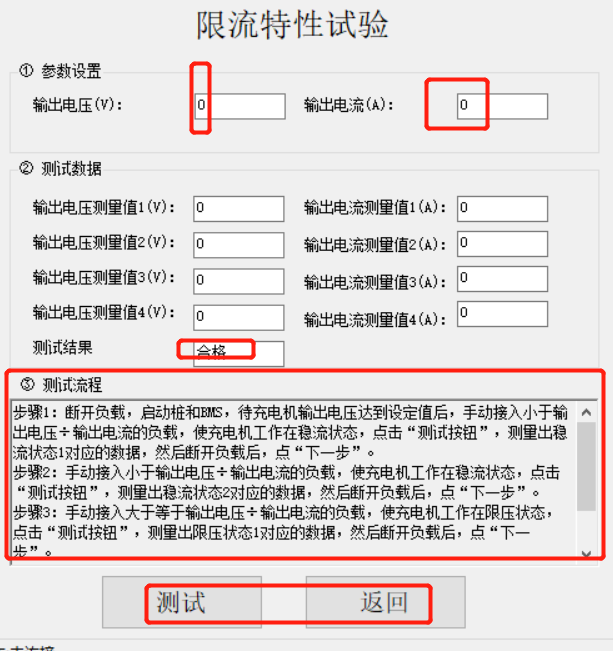 限流特性试验
① 参数设置
输出电压(V): 0 输出电流(A): 0
② 测试数据
输出电压测量值1(V): 0 输出电流测量值1(A): 0
输出电压测量值2(V): 0 输出电流测量值2(A): 0
输出电压测量值3(V): 0 输出电流测量值3(A): 0
输出电压测量值4(V): 0 输出电流测量值4(A): 0
测试结果 合格
③ 测试流程
步骤1: 断开负载，启动桩和BMS，待充电机输出电压达到设定值后，手动接入小于输
出电压÷输出电流的负载，使充电机工作在稳流状态，点击“测试按钮”，测量出稳
流状态1对应的数据，然后断开负载后，点“下一步”。
步骤2: 手动接入小于输出电压÷输出电流的负载，使充电机工作在稳流状态，点击
“测试按钮”，测量出稳流状态2对应的数据，然后断开负载后，点“下一步”。
步骤3: 手动接入大于等于输出电压÷输出电流的负载，使充电机工作在限压状态，
点击“测试按钮”，测量出限压状态1对应的数据，然后断开负载后，点“下一
步”。
测试 返回